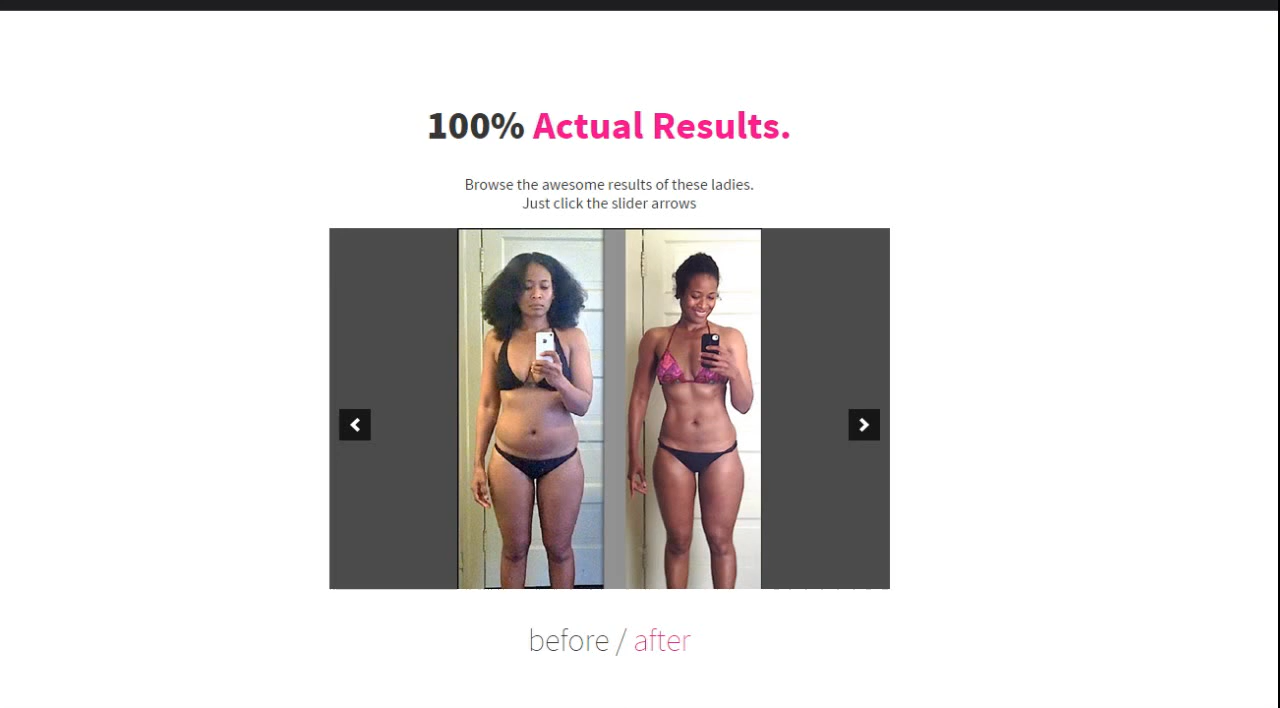 100% Actual Results.
Browse the awesome results of these ladies.
Just click the slider arrows
before / after